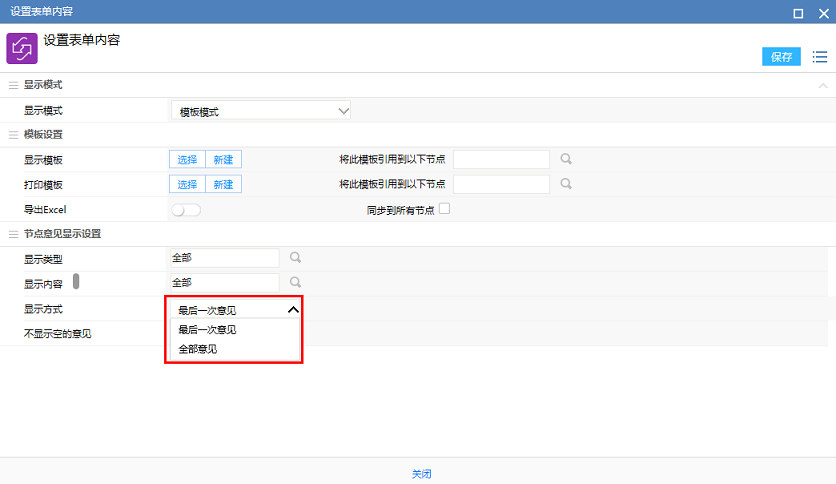 设置表单内容
设置表单内容
保存
显示模式
显示模式 模板模式
模板设置
显示模板 选择 新建 将此模板引用到以下节点
打印模板 选择 新建 将此模板引用到以下节点
导出Excel 同步到所有节点
节点意见显示设置
显示类型 全部
显示内容 全部
显示方式 最后一次意见
最后一次意见
不显示空的意见
全部意见
关闭